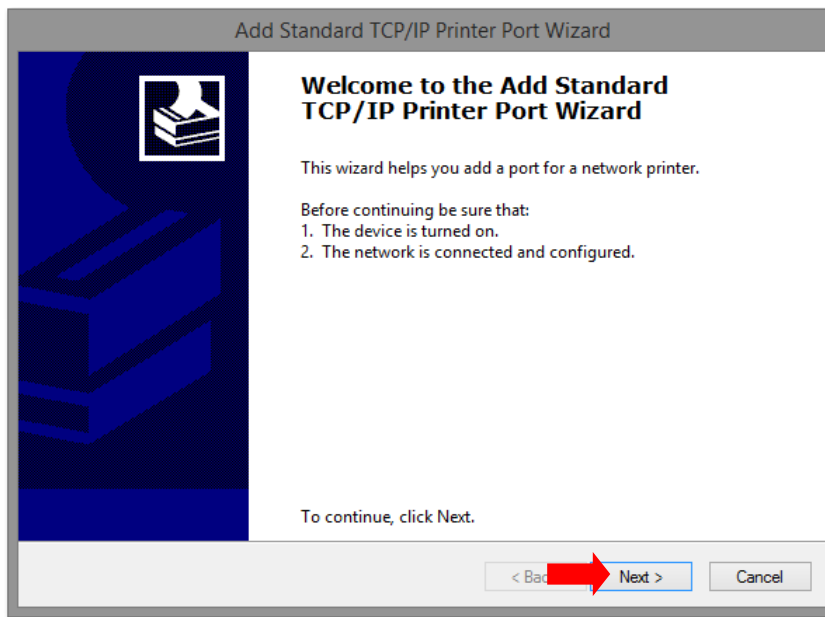 Add Standard TCP/IP Printer Port Wizard
Welcome to the Add Standard
TCP/IP Printer Port Wizard
This wizard helps you add a port for a network printer.
Before continuing be sure that:
1. The device is turned on.
2. The network is connected and configured.
To continue, click Next.
< Bac
Next >
Cancel